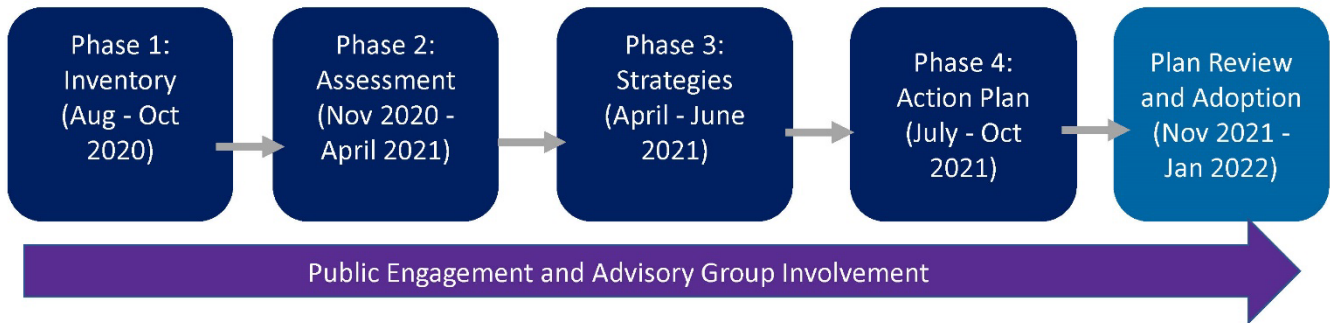 Phase 1:
Inventory
(Aug - Oct
2020)
Phase 2:
Assessment
(Nov 2020 -
April 2021)
Phase 3:
Strategies
(April - June
2021)
Phase 4:
Action Plan
(July - Oct
2021)
Plan Review
and Adoption
(Nov 2021 -
Jan 2022)
Public Engagement and Advisory Group Involvement